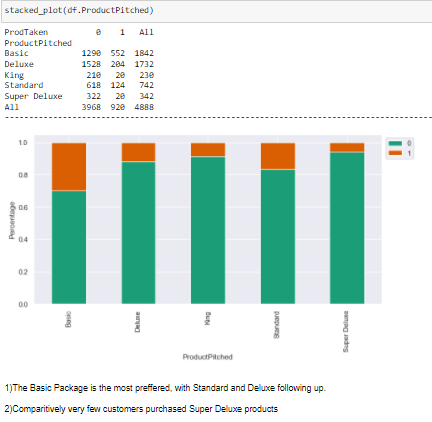 stacked_plot(df.ProductPitched)
ProdTaken 0 1 All
ProductPitched
Basic 1290 552 1842
Deluxe 1528 204 1732
King 210 20 230
Standard 618 124 742
Super Deluxe 322 20 342
All 3968 920 4888
1.0
0.8
0.6
0.4
0.2
0.0
Percentage
Basic
Deluxe
King
Standard
Super Deluxe
ProductPitched
0
1
1)The Basic Package is the most preffered, with Standard and Deluxe following up.
2)Comparitively very few customers purchased Super Deluxe products